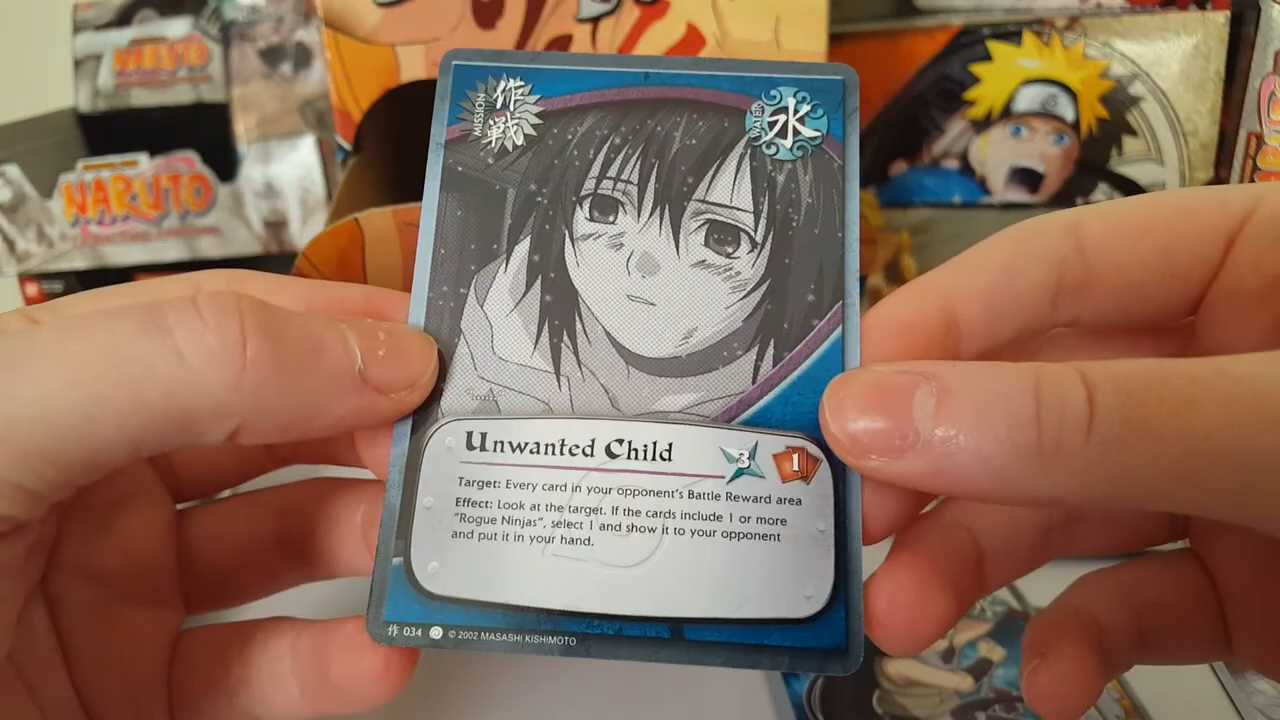 NARUTO
NARUTO
MISSION
作戦
WATER
水
Unwanted Child
3
1
Target: Every card in your opponent's Battle Reward area
Effect: Look at the target. If the cards include 1 or more
"Rogue Ninjas", select 1 and show it to your opponent
and put it in your hand.
作 034 © 2002 MASASHI KISHIMOTO